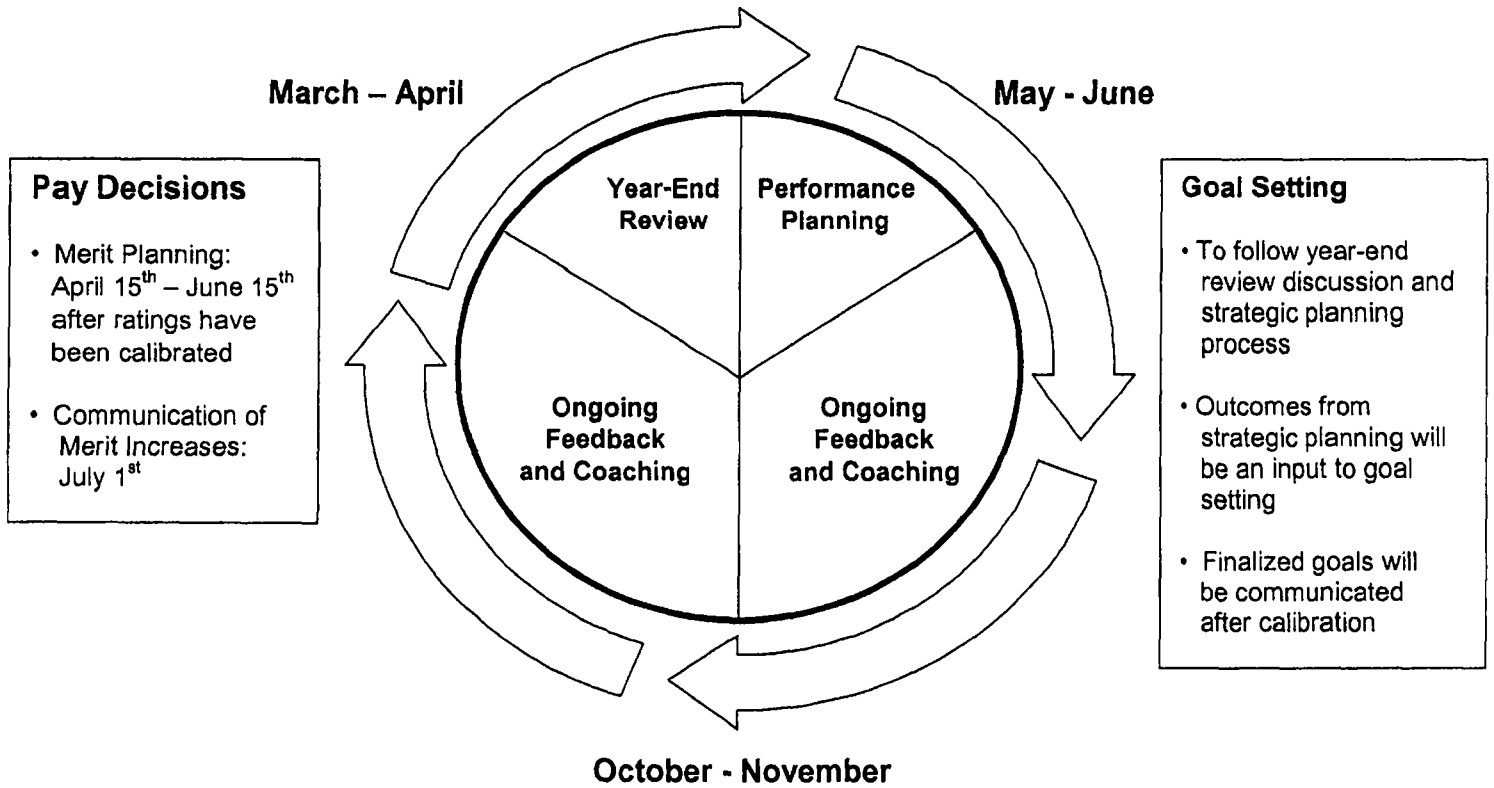 March – April
May - June
Pay Decisions
• Merit Planning:
April 15th – June 15th
after ratings have
been calibrated
• Communication of
Merit Increases:
July 1st
Year-End
Review
Performance
Planning
Ongoing
Feedback
and Coaching
Ongoing
Feedback
and Coaching
Goal Setting
• To follow year-end
review discussion and
strategic planning
process
• Outcomes from
strategic planning will
be an input to goal
setting
• Finalized goals will
be communicated
after calibration
October - November